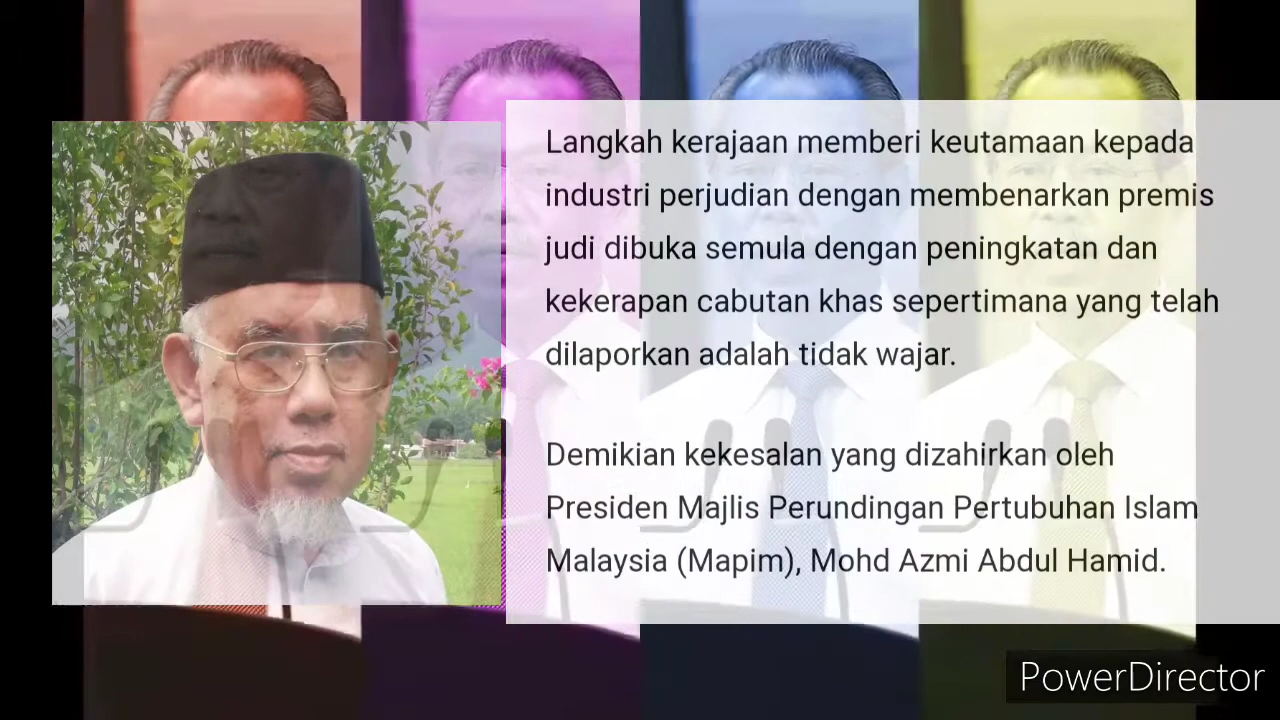 Langkah kerajaan memberi keutamaan kepada
industri perjudian dengan membenarkan premis
judi dibuka semula dengan peningkatan dan
kekerapan cabutan khas sepertimana yang telah
dilaporkan adalah tidak wajar.
Demikian kekesalan yang dizahirkan oleh
Presiden Majlis Perundingan Pertubuhan Islam
Malaysia (Mapim), Mohd Azmi Abdul Hamid.
PowerDirector